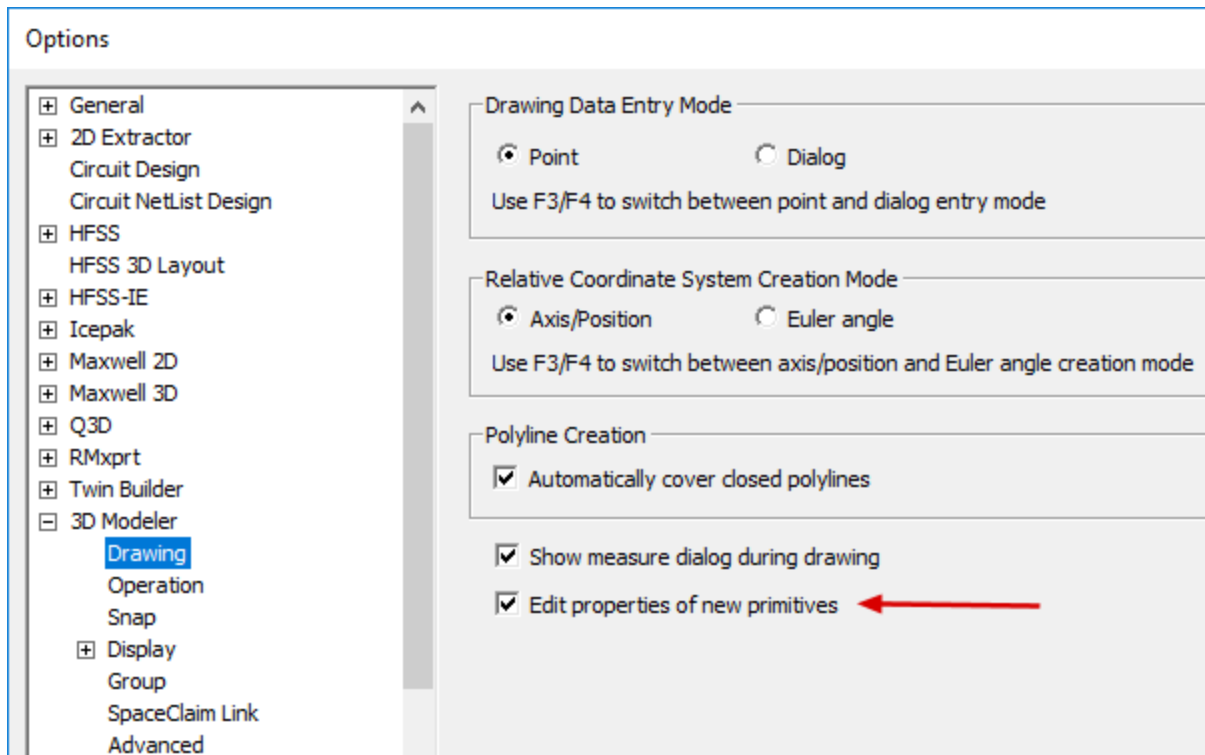 Options
General
2D Extractor
Circuit Design
Circuit NetList Design
HFSS
HFSS 3D Layout
HFSS-IE
Icepak
Maxwell 2D
Maxwell 3D
Q3D
RMxprt
Twin Builder
3D Modeler
Drawing
Operation
Snap
Display
Group
SpaceClaim Link
Advanced
Drawing Data Entry Mode
Point Dialog
Use F3/F4 to switch between point and dialog entry mode
Relative Coordinate System Creation Mode
Axis/Position Euler angle
Use F3/F4 to switch between axis/position and Euler angle creation mode
Polyline Creation
Automatically cover closed polylines
Show measure dialog during drawing
Edit properties of new primitives